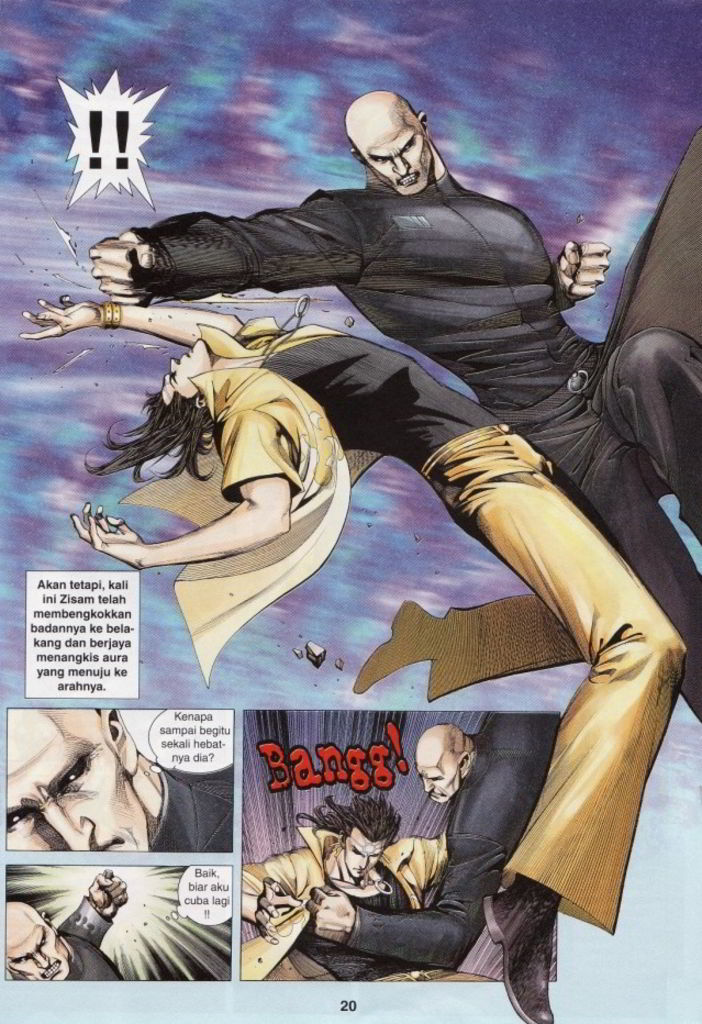 !!
Akan tetapi, kali
ini Zisam telah
membengkokkan
badannya ke bela-
kang dan berjaya
menangkis aura
yang menuju ke
arahnya.
Kenapa
sampai begitu
sekali hebat-
nya dia?
Bangg!
Baik,
biar aku
cuba lagi
!!
20